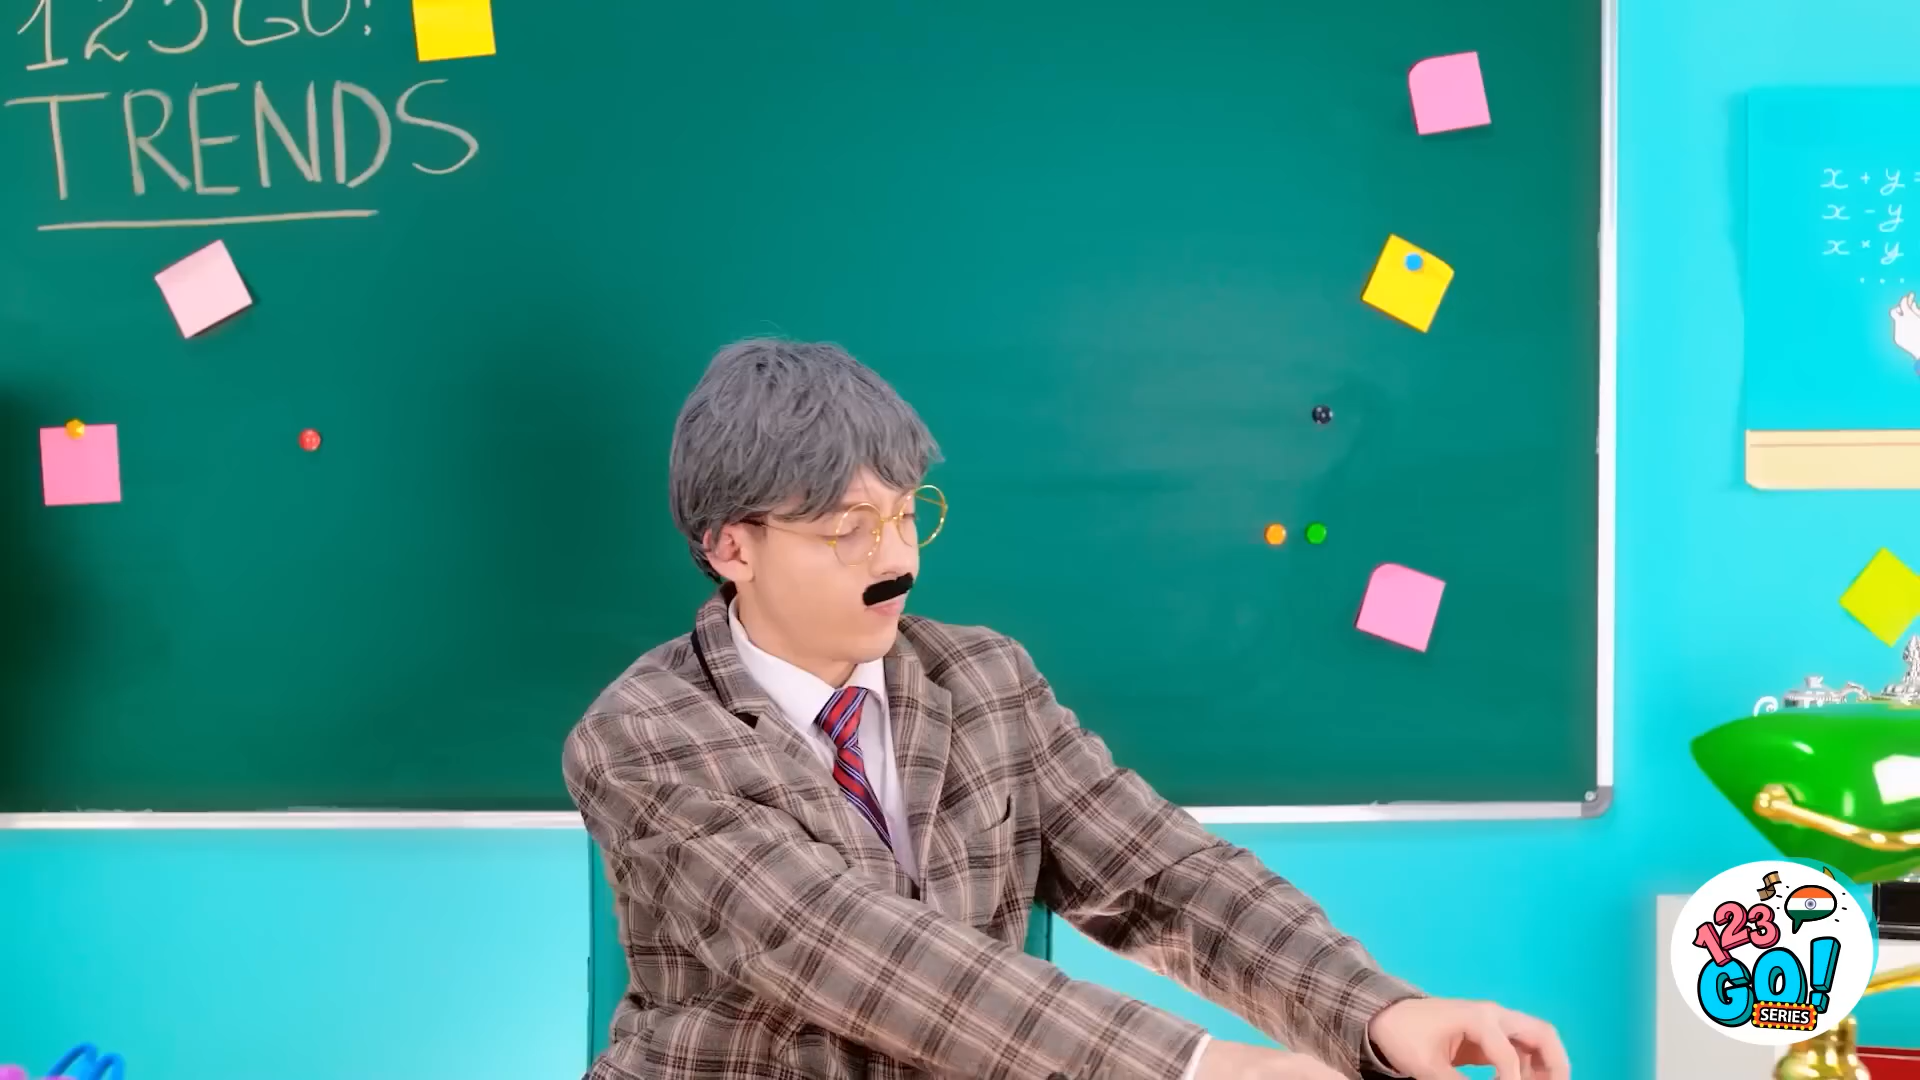 123 GO!
TRENDS
x + y =
x - y
x × y
...
123
GO!
SERIES